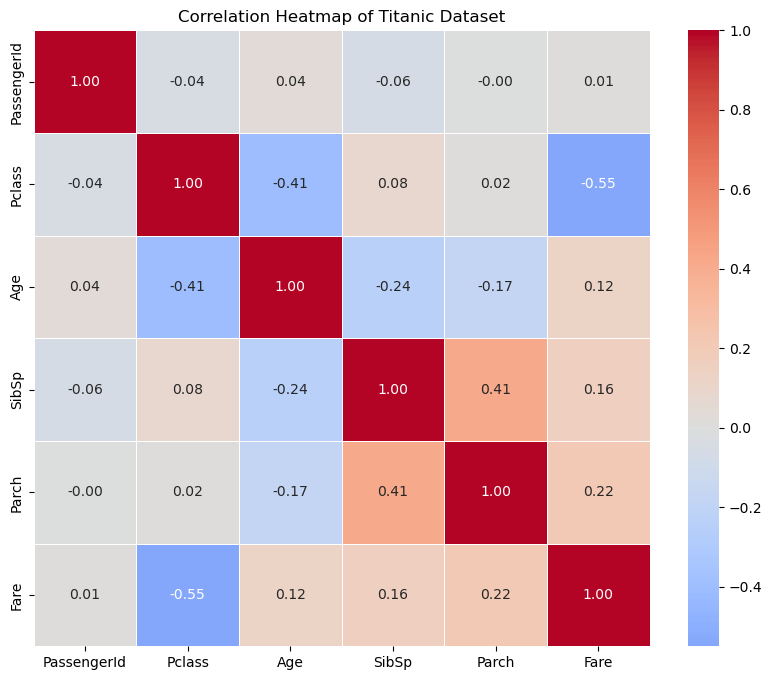 Correlation Heatmap of Titanic Dataset
PassengerId 1.00 -0.04 0.04 -0.06 -0.00 0.01
Pclass -0.04 1.00 -0.41 0.08 0.02 -0.55
Age 0.04 -0.41 1.00 -0.24 -0.17 0.12
SibSp -0.06 0.08 -0.24 1.00 0.41 0.16
Parch -0.00 0.02 -0.17 0.41 1.00 0.22
Fare 0.01 -0.55 0.12 0.16 0.22 1.00
PassengerId Pclass Age SibSp Parch Fare
1.0
0.8
0.6
0.4
0.2
0.0
−0.2
−0.4